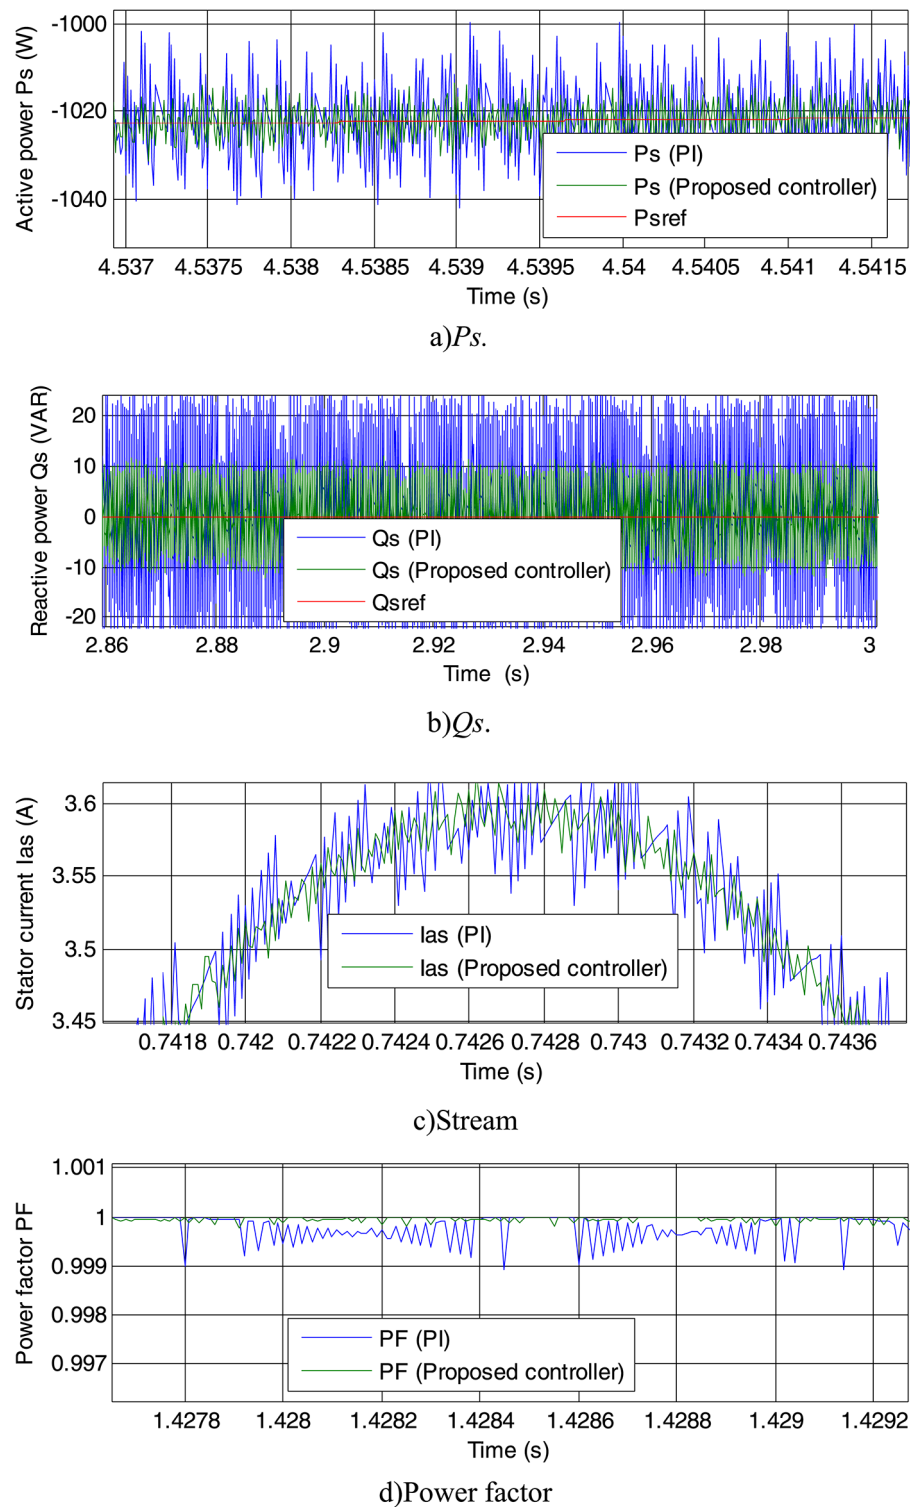 Active power Ps (W)
-1000
-1020
-1040
Ps (PI)
Ps (Proposed controller)
Psref
4.537 4.5375 4.538 4.5385 4.539 4.5395 4.54 4.5405 4.541 4.5415
Time (s)
a)Ps.
Reactive power Qs (VAR)
20
10
0
-10
-20
Qs (PI)
Qs (Proposed controller)
Qsref
2.86 2.88 2.9 2.92 2.94 2.96 2.98 3
Time (s)
b)Qs.
Stator current Ias (A)
3.6
3.55
3.5
3.45
Ias (PI)
Ias (Proposed controller)
0.7418 0.742 0.7422 0.7424 0.7426 0.7428 0.743 0.7432 0.7434 0.7436
Time (s)
c)Stream
Power factor PF
1.001
1
0.999
0.998
0.997
PF (PI)
PF (Proposed controller)
1.4278 1.428 1.4282 1.4284 1.4286 1.4288 1.429 1.4292
Time (s)
d)Power factor